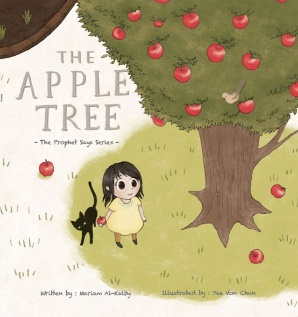 THE
APPLE
TREE
- The Prophet Says Series -
Written by : Mariam Al-Kalby
Illustrated by : Yee Von Chan